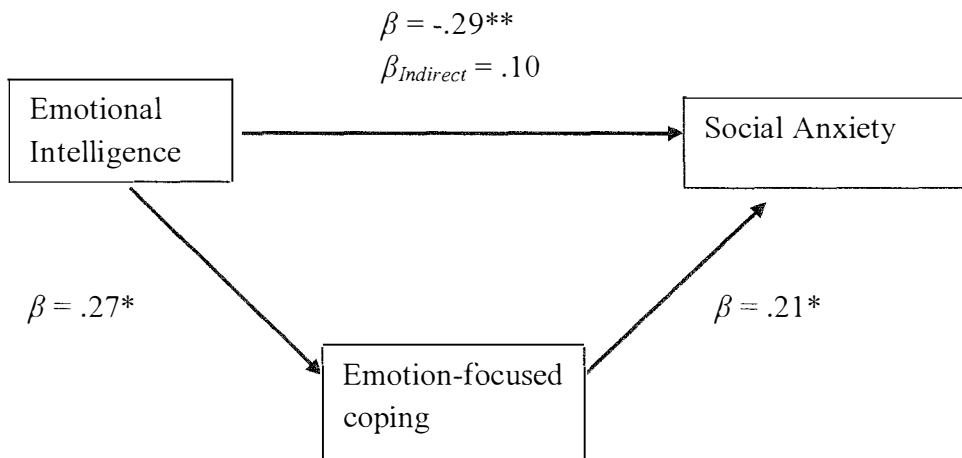 β = -.29**
βIndirect = .10
Emotional
Intelligence
Social Anxiety
β = .27*
β = .21*
Emotion-focused
coping